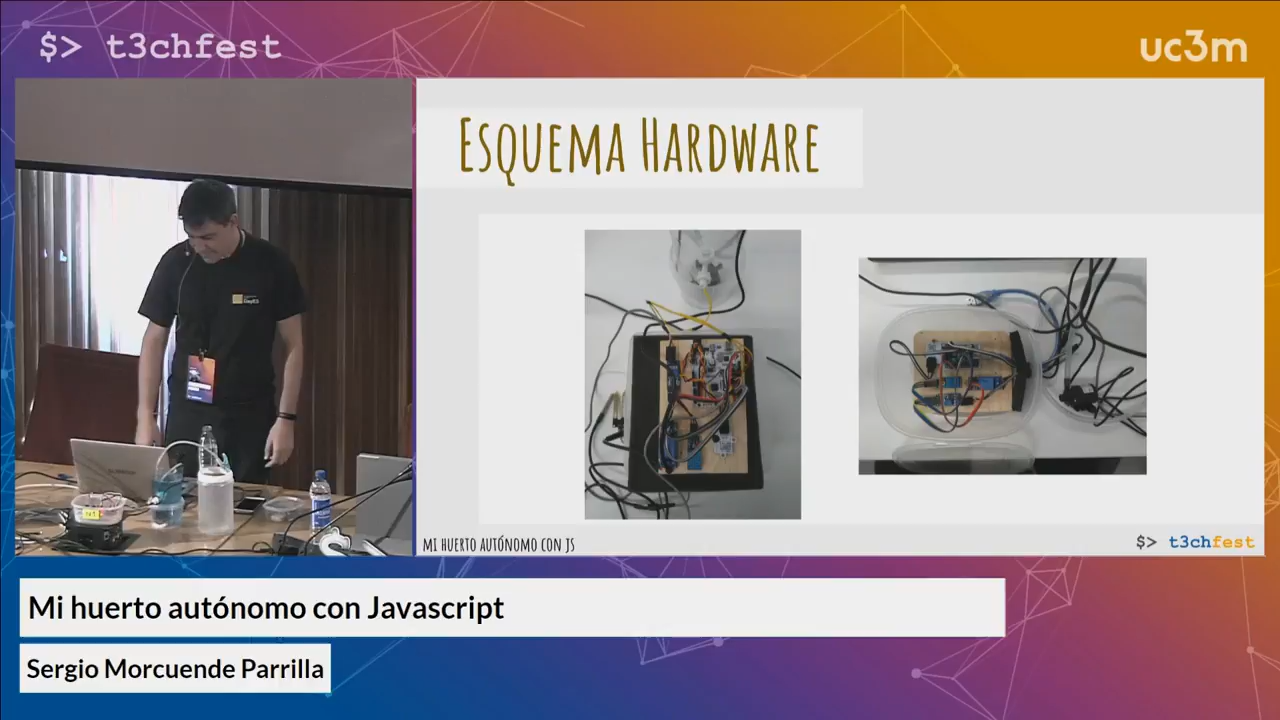 $> t3chfest
uc3m
ESQUEMA HARDWARE
MI HUERTO AUTÓNOMO CON JS
$> t3chfest
Mi huerto autónomo con Javascript
Sergio Morcuende Parrilla